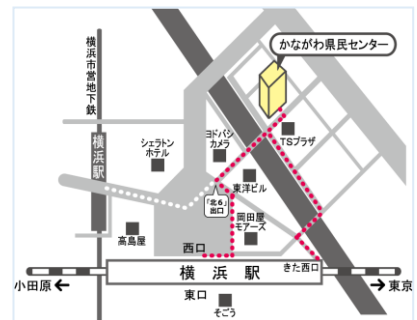 かながわ県民センター
横浜市営地下鉄
横浜駅
シェラトン
ホテル
ヨドバシ
カメラ
TSプラザ
東洋ビル
「北6」
出口
岡田屋
モアーズ
高島屋
西口
きた西口
横浜駅
小田原←
→東京
東口
そごう